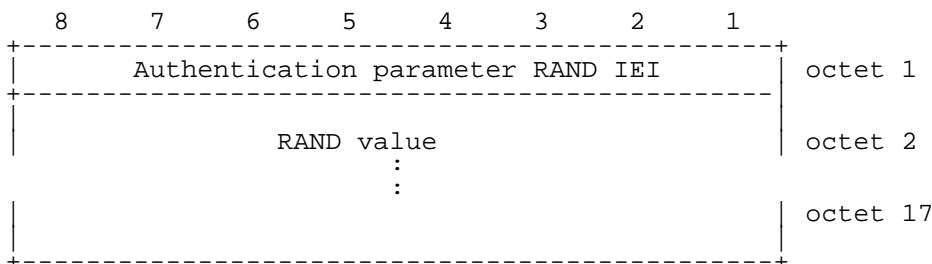 8 7 6 5 4 3 2 1
Authentication parameter RAND IEI octet 1
RAND value octet 2
:
:
octet 17